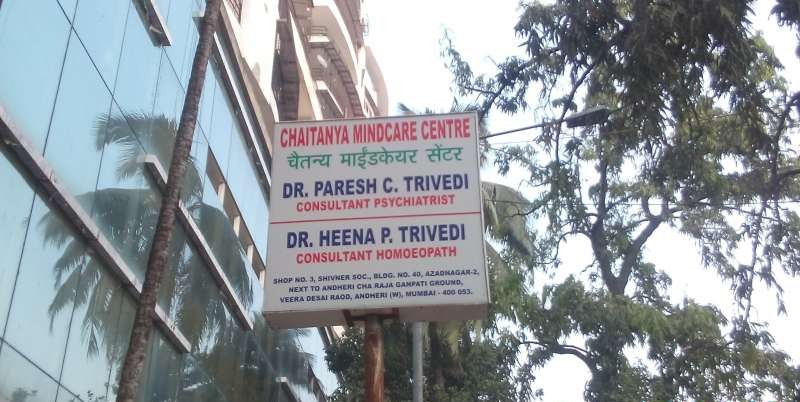 CHAITANYA MINDCARE CENTRE
चैतन्य माईंडकेयर सेंटर
DR. PARESH C. TRIVEDI
CONSULTANT PSYCHIATRIST
DR. HEENA P. TRIVEDI
CONSULTANT HOMOEOPATH
SHOP NO. 3, SHIVNER SOC., BLDG. NO. 40, AZADNAGAR-2,
NEXT TO ANDHERI CHA RAJA GANPATI GROUND,
VEERA DESAI RAOD, ANDHERI (W), MUMBAI - 400 053.